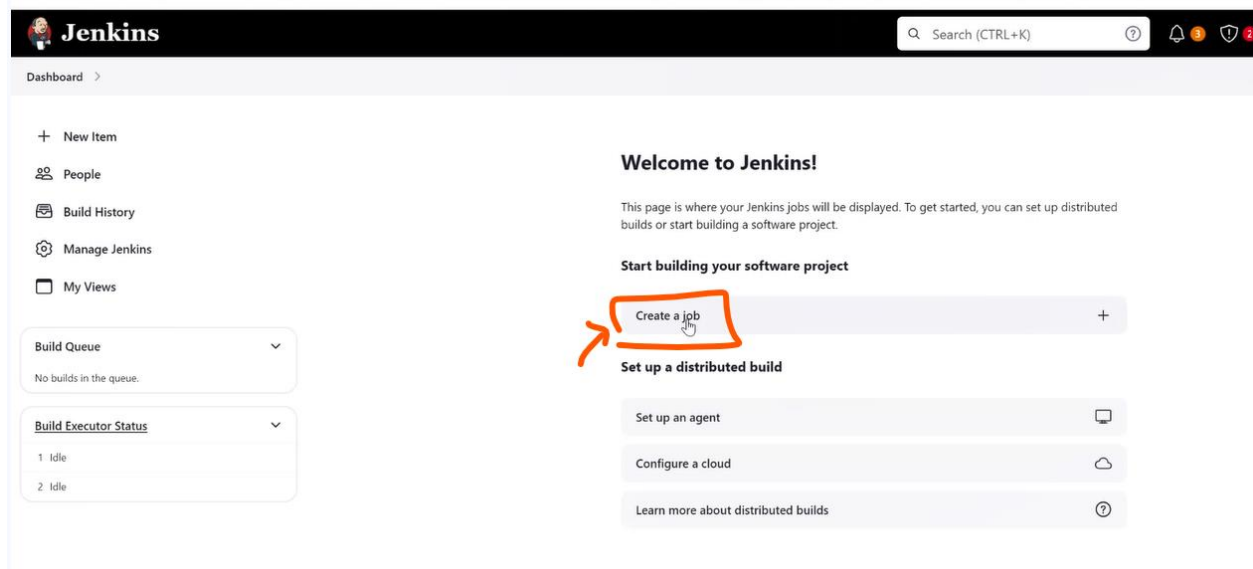 Jenkins
Search (CTRL+K)
3
2
Dashboard
New Item
People
Build History
Manage Jenkins
My Views
Build Queue
No builds in the queue.
Build Executor Status
1 Idle
2 Idle
Welcome to Jenkins!
This page is where your Jenkins jobs will be displayed. To get started, you can set up distributed
builds or start building a software project.
Start building your software project
Create a job
Set up a distributed build
Set up an agent
Configure a cloud
Learn more about distributed builds